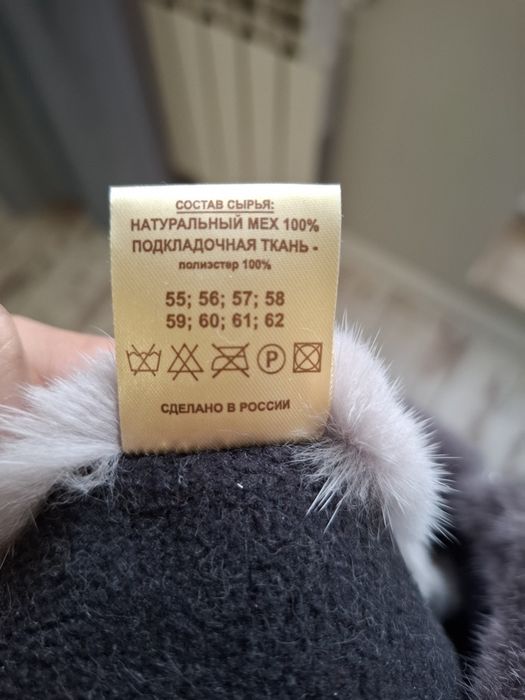 СОСТАВ СЫРЬЯ:
НАТУРАЛЬНЫЙ МЕХ 100%
ПОДКЛАДОЧНАЯ ТКАНЬ -
полиэстер 100%
55; 56; 57; 58
59; 60; 61; 62
P
СДЕЛАНО В РОССИИ